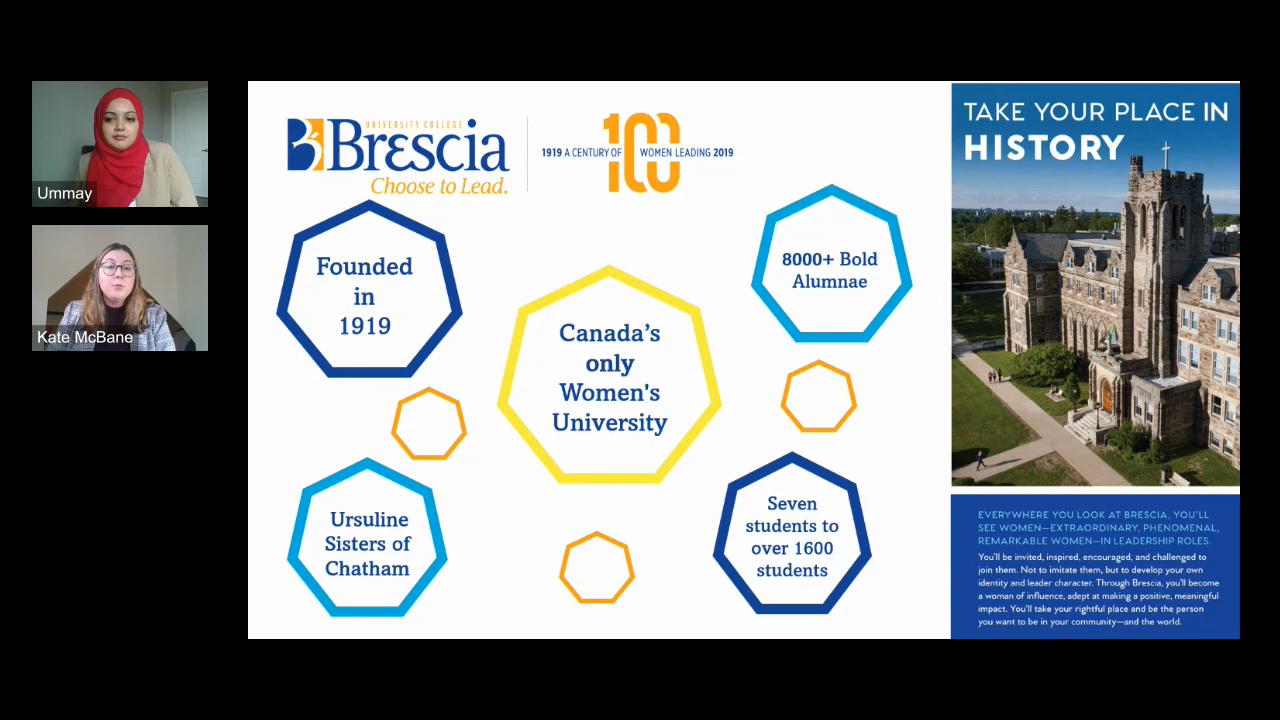 Ummay
Kate McBane
UNIVERSITY COLLEGE
Brescia
Choose to Lead.
1919 A CENTURY OF 100 WOMEN LEADING 2019
Founded
in
1919
Canada's
only
Women's
University
8000+ Bold
Alumnae
Ursuline
Sisters of
Chatham
Seven
students to
over 1600
students
TAKE YOUR PLACE IN
HISTORY
EVERYWHERE YOU LOOK AT BRESCIA, YOU'LL
SEE WOMEN—EXTRAORDINARY, PHENOMENAL,
REMARKABLE WOMEN—IN LEADERSHIP ROLES.
You'll be invited, inspired, encouraged, and challenged to
join them. Not to imitate them, but to develop your own
identity and leader character. Through Brescia, you'll become
a woman of influence, adept at making a positive, meaningful
impact. You'll take your rightful place and be the person
you want to be in your community—and the world.